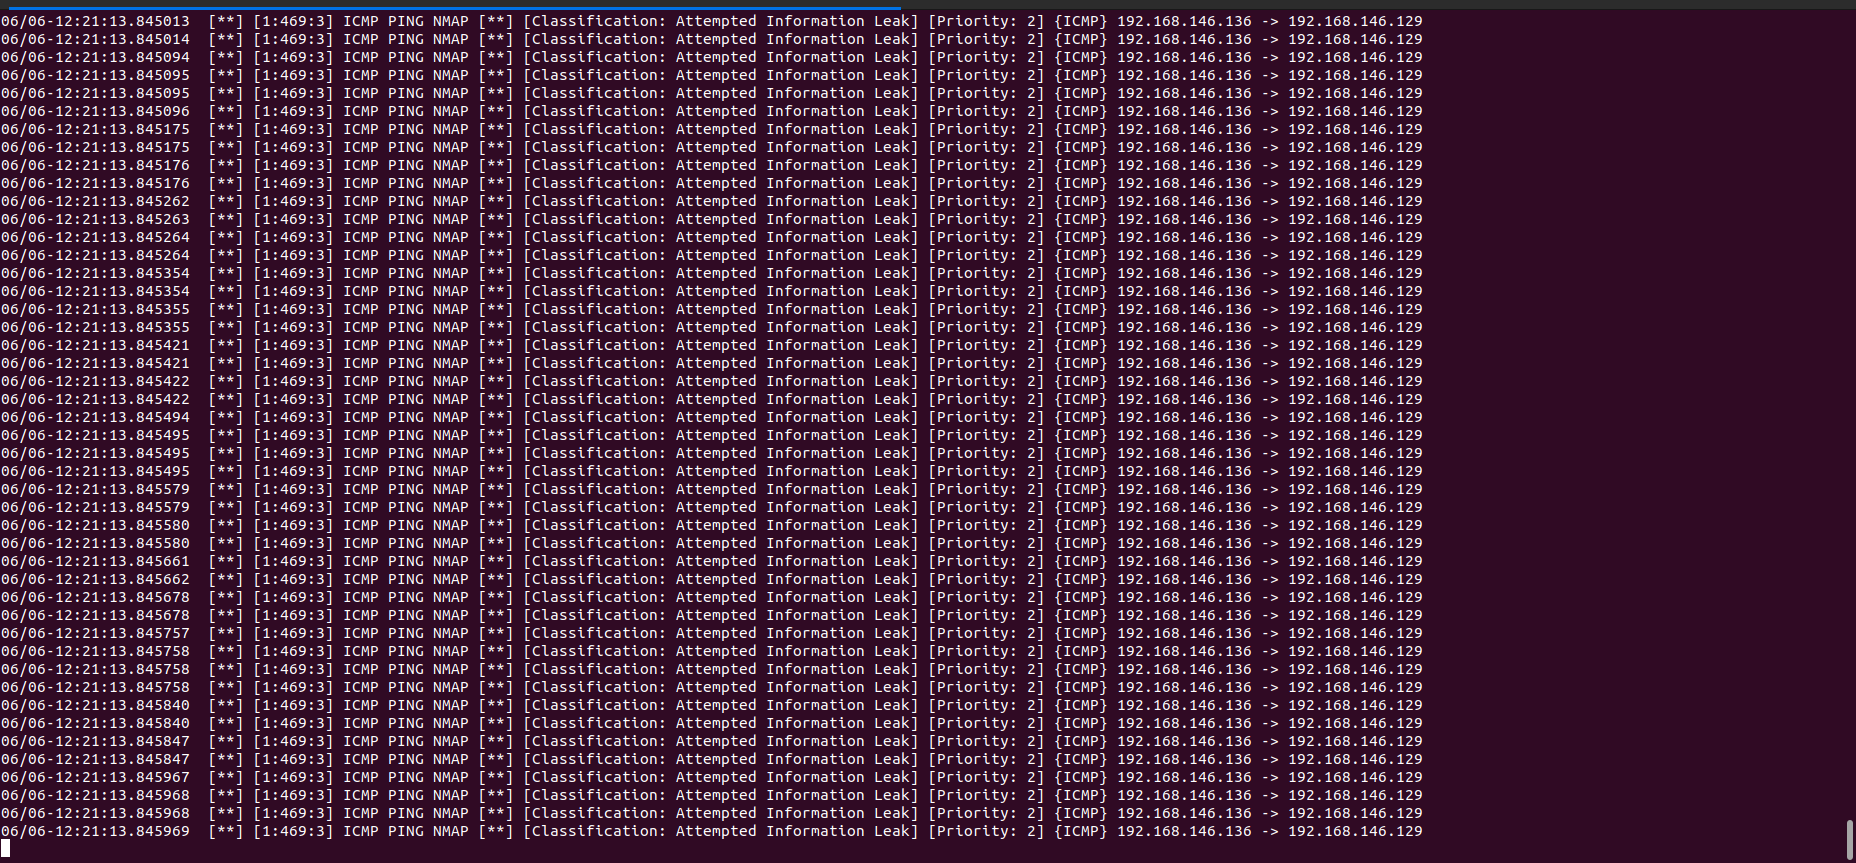 06/06-12:21:13.845013  [**] [1:469:3] ICMP PING NMAP [**] [Classification: Attempted Information Leak] [Priority: 2] {ICMP} 192.168.146.136 -> 192.168.146.129
06/06-12:21:13.845014  [**] [1:469:3] ICMP PING NMAP [**] [Classification: Attempted Information Leak] [Priority: 2] {ICMP} 192.168.146.136 -> 192.168.146.129
06/06-12:21:13.845094  [**] [1:469:3] ICMP PING NMAP [**] [Classification: Attempted Information Leak] [Priority: 2] {ICMP} 192.168.146.136 -> 192.168.146.129
06/06-12:21:13.845095  [**] [1:469:3] ICMP PING NMAP [**] [Classification: Attempted Information Leak] [Priority: 2] {ICMP} 192.168.146.136 -> 192.168.146.129
06/06-12:21:13.845095  [**] [1:469:3] ICMP PING NMAP [**] [Classification: Attempted Information Leak] [Priority: 2] {ICMP} 192.168.146.136 -> 192.168.146.129
06/06-12:21:13.845096  [**] [1:469:3] ICMP PING NMAP [**] [Classification: Attempted Information Leak] [Priority: 2] {ICMP} 192.168.146.136 -> 192.168.146.129
06/06-12:21:13.845175  [**] [1:469:3] ICMP PING NMAP [**] [Classification: Attempted Information Leak] [Priority: 2] {ICMP} 192.168.146.136 -> 192.168.146.129
06/06-12:21:13.845175  [**] [1:469:3] ICMP PING NMAP [**] [Classification: Attempted Information Leak] [Priority: 2] {ICMP} 192.168.146.136 -> 192.168.146.129
06/06-12:21:13.845176  [**] [1:469:3] ICMP PING NMAP [**] [Classification: Attempted Information Leak] [Priority: 2] {ICMP} 192.168.146.136 -> 192.168.146.129
06/06-12:21:13.845176  [**] [1:469:3] ICMP PING NMAP [**] [Classification: Attempted Information Leak] [Priority: 2] {ICMP} 192.168.146.136 -> 192.168.146.129
06/06-12:21:13.845262  [**] [1:469:3] ICMP PING NMAP [**] [Classification: Attempted Information Leak] [Priority: 2] {ICMP} 192.168.146.136 -> 192.168.146.129
06/06-12:21:13.845263  [**] [1:469:3] ICMP PING NMAP [**] [Classification: Attempted Information Leak] [Priority: 2] {ICMP} 192.168.146.136 -> 192.168.146.129
06/06-12:21:13.845264  [**] [1:469:3] ICMP PING NMAP [**] [Classification: Attempted Information Leak] [Priority: 2] {ICMP} 192.168.146.136 -> 192.168.146.129
06/06-12:21:13.845264  [**] [1:469:3] ICMP PING NMAP [**] [Classification: Attempted Information Leak] [Priority: 2] {ICMP} 192.168.146.136 -> 192.168.146.129
06/06-12:21:13.845354  [**] [1:469:3] ICMP PING NMAP [**] [Classification: Attempted Information Leak] [Priority: 2] {ICMP} 192.168.146.136 -> 192.168.146.129
06/06-12:21:13.845354  [**] [1:469:3] ICMP PING NMAP [**] [Classification: Attempted Information Leak] [Priority: 2] {ICMP} 192.168.146.136 -> 192.168.146.129
06/06-12:21:13.845355  [**] [1:469:3] ICMP PING NMAP [**] [Classification: Attempted Information Leak] [Priority: 2] {ICMP} 192.168.146.136 -> 192.168.146.129
06/06-12:21:13.845355  [**] [1:469:3] ICMP PING NMAP [**] [Classification: Attempted Information Leak] [Priority: 2] {ICMP} 192.168.146.136 -> 192.168.146.129
06/06-12:21:13.845421  [**] [1:469:3] ICMP PING NMAP [**] [Classification: Attempted Information Leak] [Priority: 2] {ICMP} 192.168.146.136 -> 192.168.146.129
06/06-12:21:13.845421  [**] [1:469:3] ICMP PING NMAP [**] [Classification: Attempted Information Leak] [Priority: 2] {ICMP} 192.168.146.136 -> 192.168.146.129
06/06-12:21:13.845422  [**] [1:469:3] ICMP PING NMAP [**] [Classification: Attempted Information Leak] [Priority: 2] {ICMP} 192.168.146.136 -> 192.168.146.129
06/06-12:21:13.845422  [**] [1:469:3] ICMP PING NMAP [**] [Classification: Attempted Information Leak] [Priority: 2] {ICMP} 192.168.146.136 -> 192.168.146.129
06/06-12:21:13.845494  [**] [1:469:3] ICMP PING NMAP [**] [Classification: Attempted Information Leak] [Priority: 2] {ICMP} 192.168.146.136 -> 192.168.146.129
06/06-12:21:13.845495  [**] [1:469:3] ICMP PING NMAP [**] [Classification: Attempted Information Leak] [Priority: 2] {ICMP} 192.168.146.136 -> 192.168.146.129
06/06-12:21:13.845495  [**] [1:469:3] ICMP PING NMAP [**] [Classification: Attempted Information Leak] [Priority: 2] {ICMP} 192.168.146.136 -> 192.168.146.129
06/06-12:21:13.845495  [**] [1:469:3] ICMP PING NMAP [**] [Classification: Attempted Information Leak] [Priority: 2] {ICMP} 192.168.146.136 -> 192.168.146.129
06/06-12:21:13.845579  [**] [1:469:3] ICMP PING NMAP [**] [Classification: Attempted Information Leak] [Priority: 2] {ICMP} 192.168.146.136 -> 192.168.146.129
06/06-12:21:13.845579  [**] [1:469:3] ICMP PING NMAP [**] [Classification: Attempted Information Leak] [Priority: 2] {ICMP} 192.168.146.136 -> 192.168.146.129
06/06-12:21:13.845580  [**] [1:469:3] ICMP PING NMAP [**] [Classification: Attempted Information Leak] [Priority: 2] {ICMP} 192.168.146.136 -> 192.168.146.129
06/06-12:21:13.845580  [**] [1:469:3] ICMP PING NMAP [**] [Classification: Attempted Information Leak] [Priority: 2] {ICMP} 192.168.146.136 -> 192.168.146.129
06/06-12:21:13.845661  [**] [1:469:3] ICMP PING NMAP [**] [Classification: Attempted Information Leak] [Priority: 2] {ICMP} 192.168.146.136 -> 192.168.146.129
06/06-12:21:13.845662  [**] [1:469:3] ICMP PING NMAP [**] [Classification: Attempted Information Leak] [Priority: 2] {ICMP} 192.168.146.136 -> 192.168.146.129
06/06-12:21:13.845678  [**] [1:469:3] ICMP PING NMAP [**] [Classification: Attempted Information Leak] [Priority: 2] {ICMP} 192.168.146.136 -> 192.168.146.129
06/06-12:21:13.845678  [**] [1:469:3] ICMP PING NMAP [**] [Classification: Attempted Information Leak] [Priority: 2] {ICMP} 192.168.146.136 -> 192.168.146.129
06/06-12:21:13.845757  [**] [1:469:3] ICMP PING NMAP [**] [Classification: Attempted Information Leak] [Priority: 2] {ICMP} 192.168.146.136 -> 192.168.146.129
06/06-12:21:13.845758  [**] [1:469:3] ICMP PING NMAP [**] [Classification: Attempted Information Leak] [Priority: 2] {ICMP} 192.168.146.136 -> 192.168.146.129
06/06-12:21:13.845758  [**] [1:469:3] ICMP PING NMAP [**] [Classification: Attempted Information Leak] [Priority: 2] {ICMP} 192.168.146.136 -> 192.168.146.129
06/06-12:21:13.845758  [**] [1:469:3] ICMP PING NMAP [**] [Classification: Attempted Information Leak] [Priority: 2] {ICMP} 192.168.146.136 -> 192.168.146.129
06/06-12:21:13.845840  [**] [1:469:3] ICMP PING NMAP [**] [Classification: Attempted Information Leak] [Priority: 2] {ICMP} 192.168.146.136 -> 192.168.146.129
06/06-12:21:13.845840  [**] [1:469:3] ICMP PING NMAP [**] [Classification: Attempted Information Leak] [Priority: 2] {ICMP} 192.168.146.136 -> 192.168.146.129
06/06-12:21:13.845847  [**] [1:469:3] ICMP PING NMAP [**] [Classification: Attempted Information Leak] [Priority: 2] {ICMP} 192.168.146.136 -> 192.168.146.129
06/06-12:21:13.845847  [**] [1:469:3] ICMP PING NMAP [**] [Classification: Attempted Information Leak] [Priority: 2] {ICMP} 192.168.146.136 -> 192.168.146.129
06/06-12:21:13.845967  [**] [1:469:3] ICMP PING NMAP [**] [Classification: Attempted Information Leak] [Priority: 2] {ICMP} 192.168.146.136 -> 192.168.146.129
06/06-12:21:13.845968  [**] [1:469:3] ICMP PING NMAP [**] [Classification: Attempted Information Leak] [Priority: 2] {ICMP} 192.168.146.136 -> 192.168.146.129
06/06-12:21:13.845968  [**] [1:469:3] ICMP PING NMAP [**] [Classification: Attempted Information Leak] [Priority: 2] {ICMP} 192.168.146.136 -> 192.168.146.129
06/06-12:21:13.845969  [**] [1:469:3] ICMP PING NMAP [**] [Classification: Attempted Information Leak] [Priority: 2] {ICMP} 192.168.146.136 -> 192.168.146.129